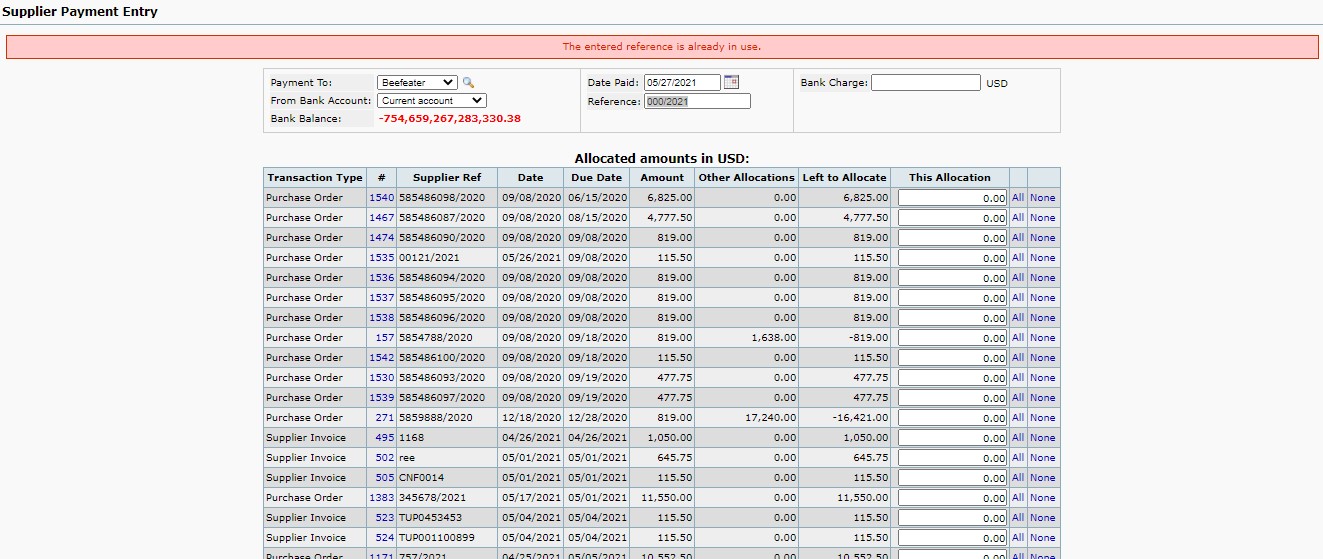 Supplier Payment Entry
The entered reference is already in use.
Payment To: Beefeater Date Paid: 05/27/2021 Bank Charge: USD
From Bank Account: Current account Reference: 000/2021
Bank Balance: -754,659,267,283,330.38
Allocated amounts in USD:
Transaction Type # Supplier Ref Date Due Date Amount Other Allocations Left to Allocate This Allocation
Purchase Order 1540 585486098/2020 09/08/2020 06/15/2020 6,825.00 0.00 6,825.00 0.00 All None
Purchase Order 1467 585486087/2020 09/08/2020 08/15/2020 4,777.50 0.00 4,777.50 0.00 All None
Purchase Order 1474 585486090/2020 09/08/2020 09/08/2020 819.00 0.00 819.00 0.00 All None
Purchase Order 1535 00121/2021 05/26/2021 09/08/2020 115.50 0.00 115.50 0.00 All None
Purchase Order 1536 585486094/2020 09/08/2020 09/08/2020 819.00 0.00 819.00 0.00 All None
Purchase Order 1537 585486095/2020 09/08/2020 09/08/2020 819.00 0.00 819.00 0.00 All None
Purchase Order 1538 585486096/2020 09/08/2020 09/08/2020 819.00 0.00 819.00 0.00 All None
Purchase Order 157 5854788/2020 09/08/2020 09/18/2020 819.00 1,638.00 -819.00 0.00 All None
Purchase Order 1542 585486100/2020 09/08/2020 09/18/2020 115.50 0.00 115.50 0.00 All None
Purchase Order 1530 585486093/2020 09/08/2020 09/19/2020 477.75 0.00 477.75 0.00 All None
Purchase Order 1539 585486097/2020 09/08/2020 09/19/2020 477.75 0.00 477.75 0.00 All None
Purchase Order 271 5859888/2020 12/18/2020 12/28/2020 819.00 17,240.00 -16,421.00 0.00 All None
Supplier Invoice 495 1168 04/26/2021 04/26/2021 1,050.00 0.00 1,050.00 0.00 All None
Supplier Invoice 502 ree 05/01/2021 05/01/2021 645.75 0.00 645.75 0.00 All None
Supplier Invoice 505 CNF0014 05/01/2021 05/01/2021 115.50 0.00 115.50 0.00 All None
Purchase Order 1383 345678/2021 05/17/2021 05/01/2021 11,550.00 0.00 11,550.00 0.00 All None
Supplier Invoice 523 TUP0453453 05/04/2021 05/04/2021 115.50 0.00 115.50 0.00 All None
Supplier Invoice 524 TUP001100899 05/04/2021 05/04/2021 115.50 0.00 115.50 0.00 All None
Purchase Order 1171 757/2021 04/25/2021 05/05/2021 10,552.50 0.00 10,552.50 0.00 All None